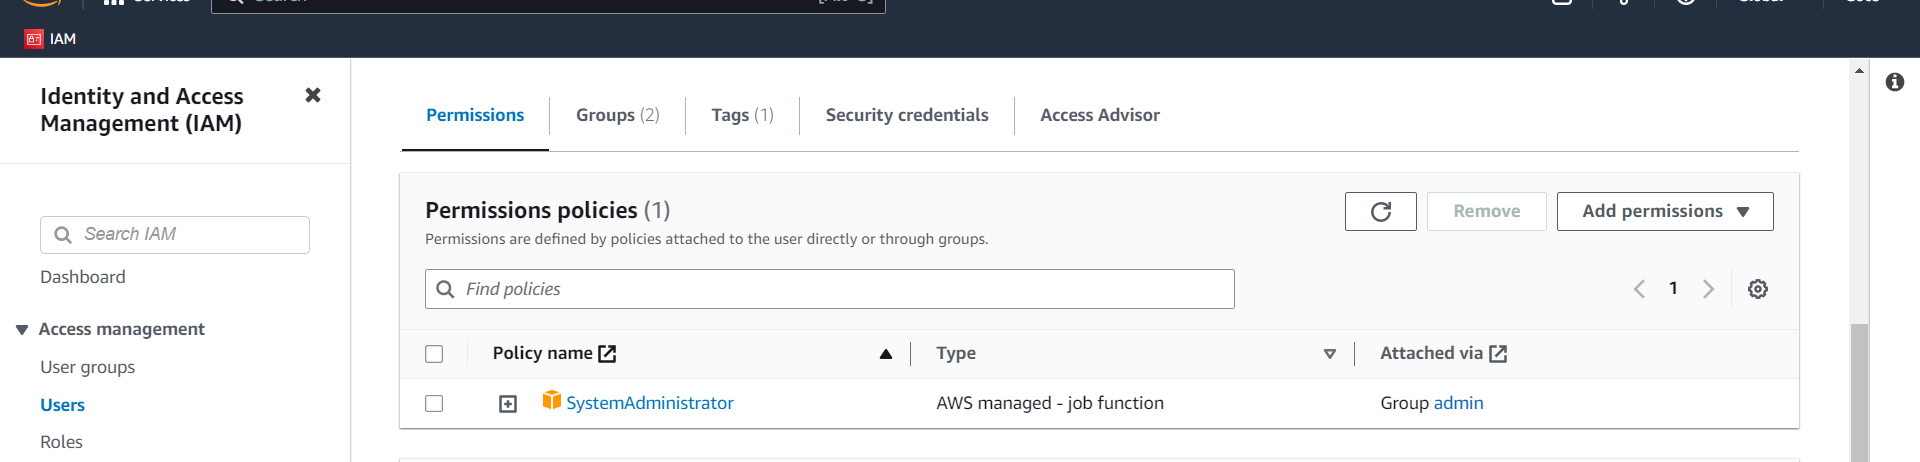 IAM
Identity and Access
Management (IAM)
Search IAM
Dashboard
Access management
User groups
Users
Roles
Permissions
Groups (2)
Tags (1)
Security credentials
Access Advisor
Permissions policies (1)
Permissions are defined by policies attached to the user directly or through groups.
Remove
Add permissions
Find policies
1
Policy name
Type
Attached via
SystemAdministrator
AWS managed - job function
Group admin